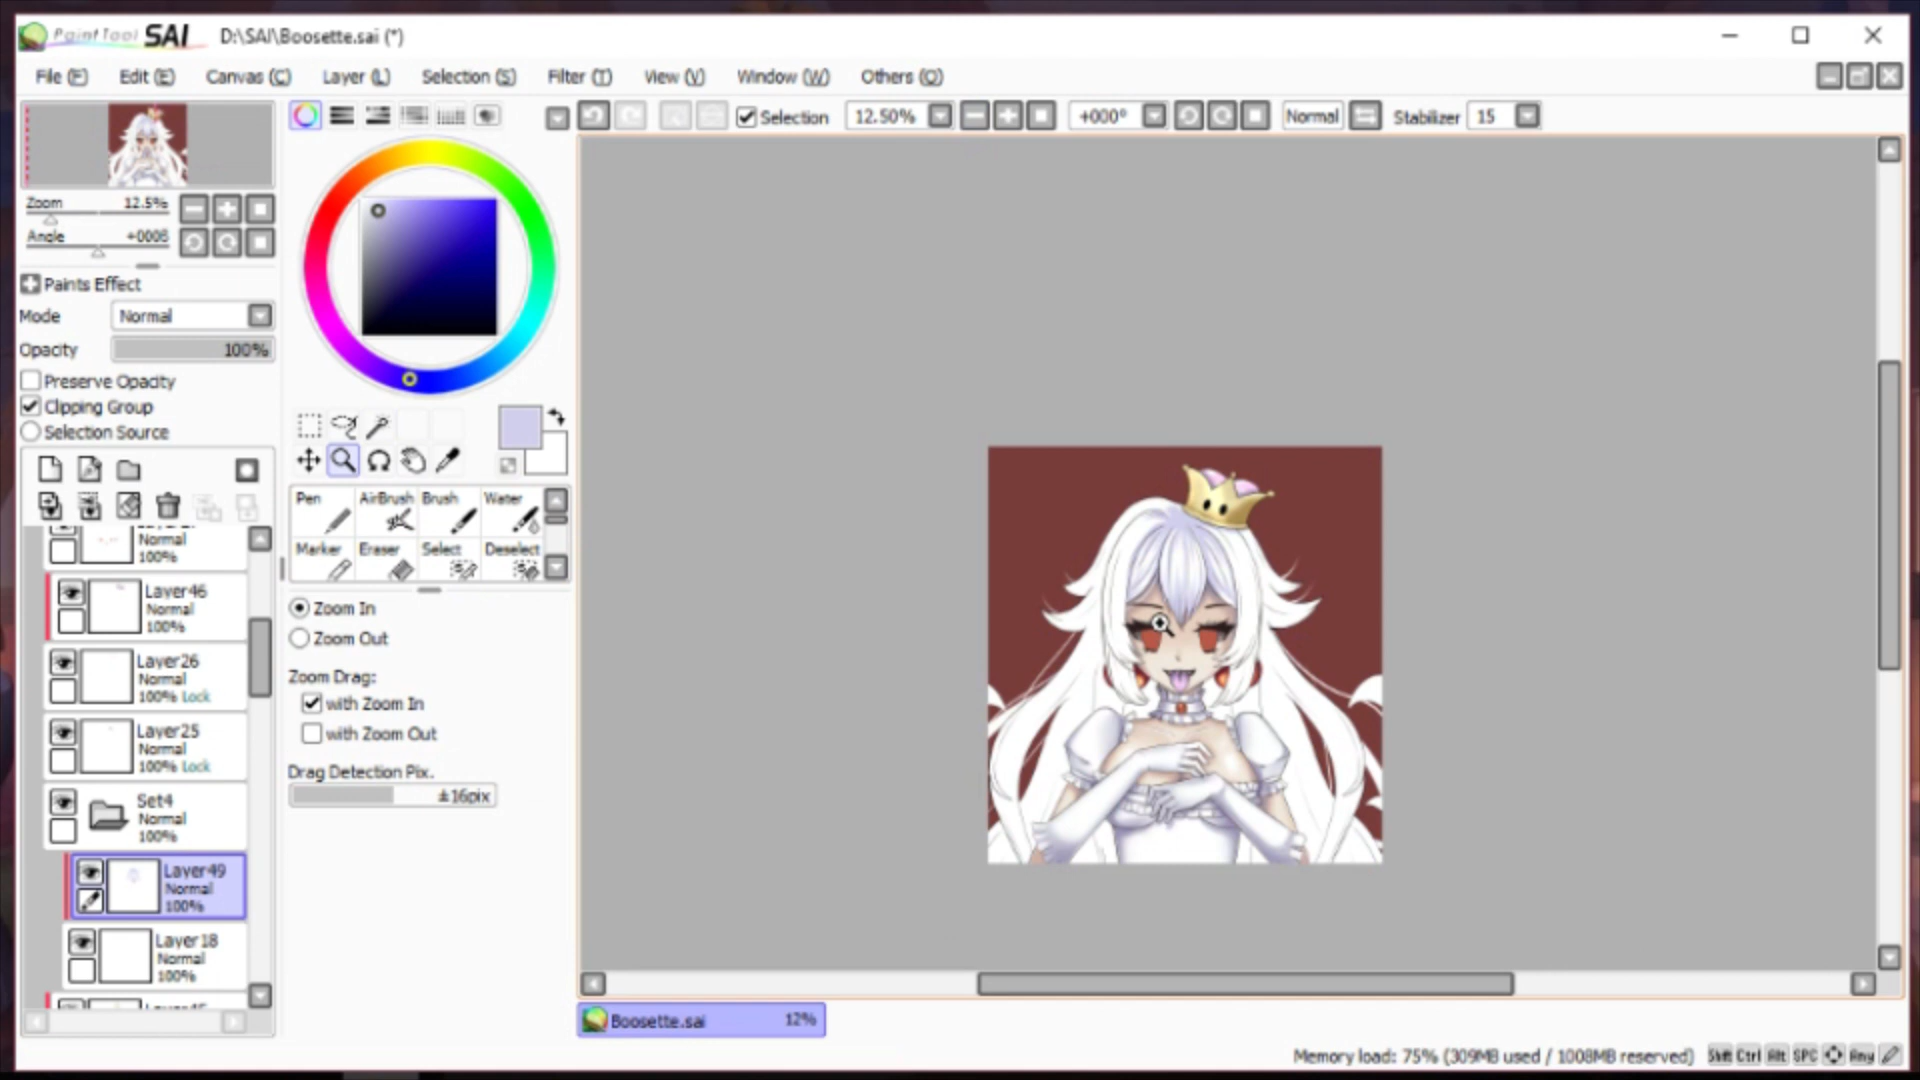 PaintTool SAI D:\SAI\Boosette.sai (*)
File (F) Edit (E) Canvas (C) Layer (L) Selection (S) Filter (T) View (V) Window (W) Others (O)
Selection 12.50% +000° Normal Stabilizer 15
Zoom 12.5%
Angle
Paints Effect
Mode Normal
Opacity 100%
Preserve Opacity
Clipping Group
Selection Source
Normal
100%
Layer46
Normal
100%
Layer26
Normal
100% Lock
Layer25
Normal
100% Lock
Set4
Normal
100%
Layer49
Normal
100%
Layer18
Normal
100%
Pen AirBrush Brush Water
Marker Eraser Select Deselect
Zoom In
Zoom Out
Zoom Drag:
with Zoom In
with Zoom Out
Drag Detection Pix.
±16pix
Boosette.sai 12%
Memory load: 75% (309MB used / 1008MB reserved) Shift Ctrl Alt SPC Any